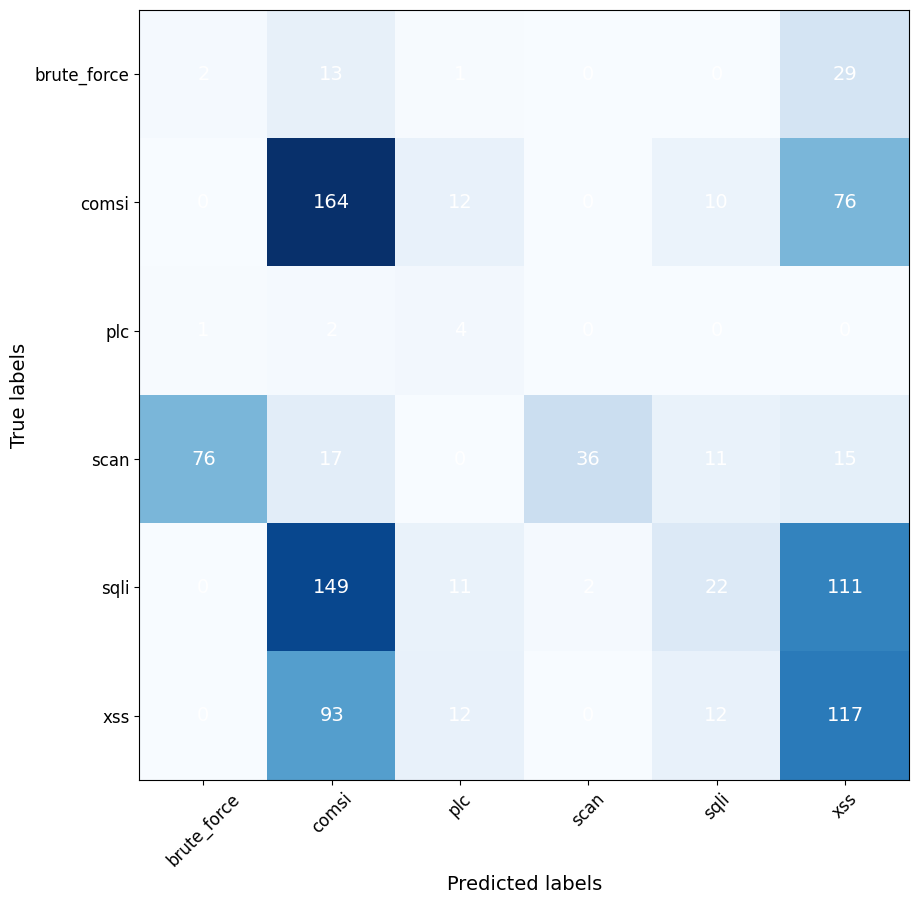 brute_force 2 13 1 0 0 29
comsi 0 164 12 0 10 76
plc 1 2 4 0 0 0
scan 76 17 0 36 11 15
sqli 0 149 11 2 22 111
xss 0 93 12 0 12 117
brute_force comsi plc scan sqli xss
Predicted labels
True labels